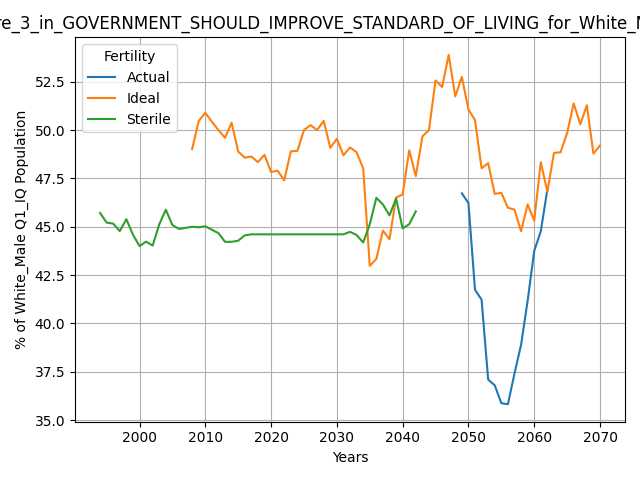 re_3_in_GOVERNMENT_SHOULD_IMPROVE_STANDARD_OF_LIVING_for_White_M
Fertility
Actual
Ideal
Sterile
% of White_Male Q1_IQ Population
52.5
50.0
47.5
45.0
42.5
40.0
37.5
35.0
2000
2010
2020
2030
2040
2050
2060
2070
Years